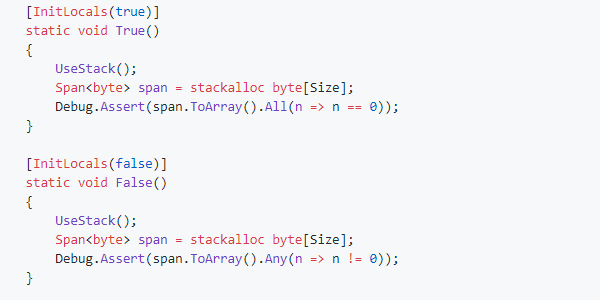 [InitLocals(true)]
static void True()
{
    UseStack();
    Span<byte> span = stackalloc byte[Size];
    Debug.Assert(span.ToArray().All(n => n == 0));
}

[InitLocals(false)]
static void False()
{
    UseStack();
    Span<byte> span = stackalloc byte[Size];
    Debug.Assert(span.ToArray().Any(n => n != 0));
}